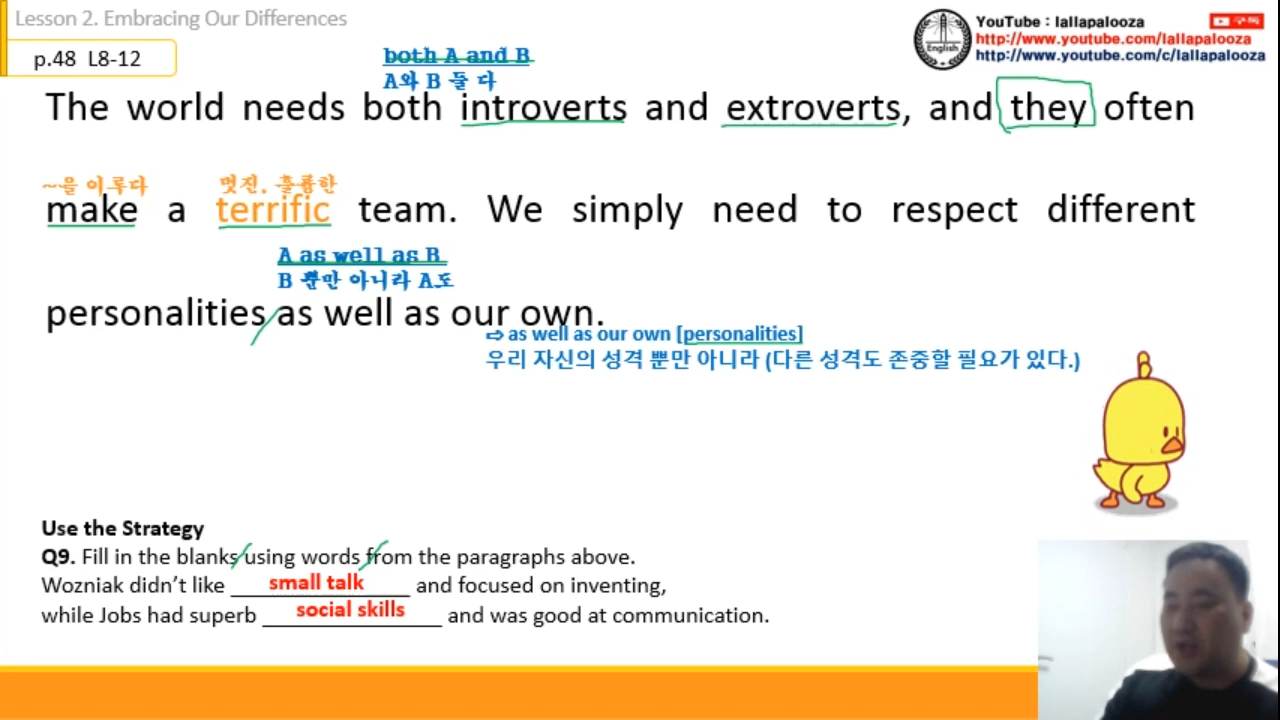 Lesson 2. Embracing Our Differences
YouTube : lallapalooza
구독
p.48 L8-12
English
http://www.youtube.com/lallapalooza
http://www.youtube.com/c/lallapalooza
both A and B
A와 B 둘 다
The world needs both introverts and extroverts, and they often
~~을 이루다 멋진. 훌륭한
make a terrific team. We simply need to respect different
A as well as B
B 뿐만 아니라 A도
personalities as well as our own.
⇨ as well as our own [personalities]
우리 자신의 성격 뿐만 아니라 (다른 성격도 존중할 필요가 있다.)
Use the Strategy
Q9. Fill in the blanks using words from the paragraphs above.
Wozniak didn't like small talk and focused on inventing,
while Jobs had superb social skills and was good at communication.